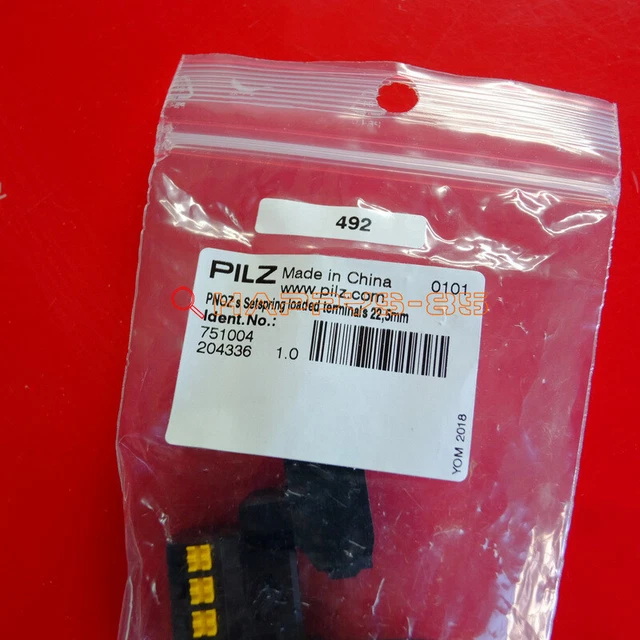 492
PILZ Made in China 0101
www.pilz.com
PNOZ s Setspring loaded terminals 22,5mm
dent.No.:
751004
204336 1.0
YOM 2018